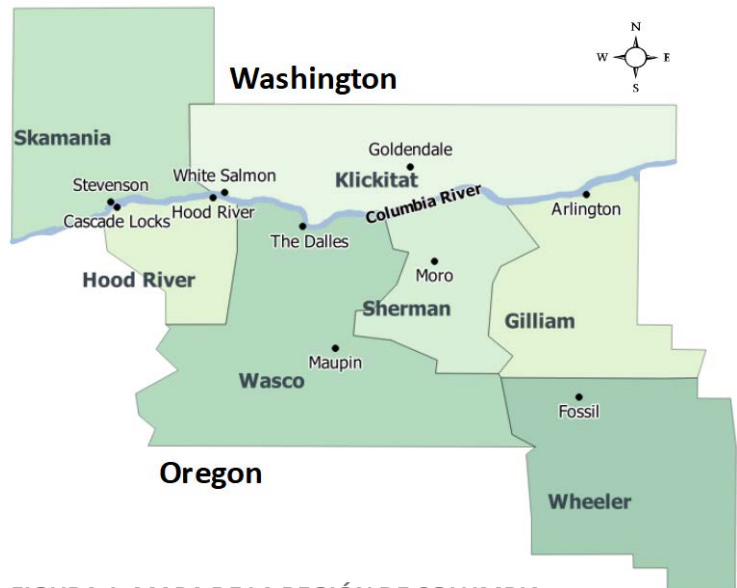 N
W E
S
Washington
Skamania
Goldendale
White Salmon
Klickitat
Stevenson
Columbia River
Cascade Locks
Hood River
Arlington
The Dalles
Moro
Hood River
Sherman
Gilliam
Maupin
Wasco
Fossil
Oregon
Wheeler